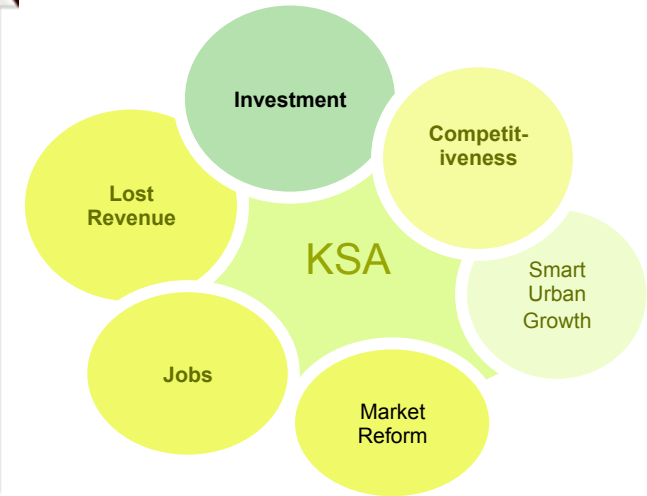 Investment
Competit-
iveness
Lost
Revenue
KSA
Smart
Urban
Growth
Jobs
Market
Reform